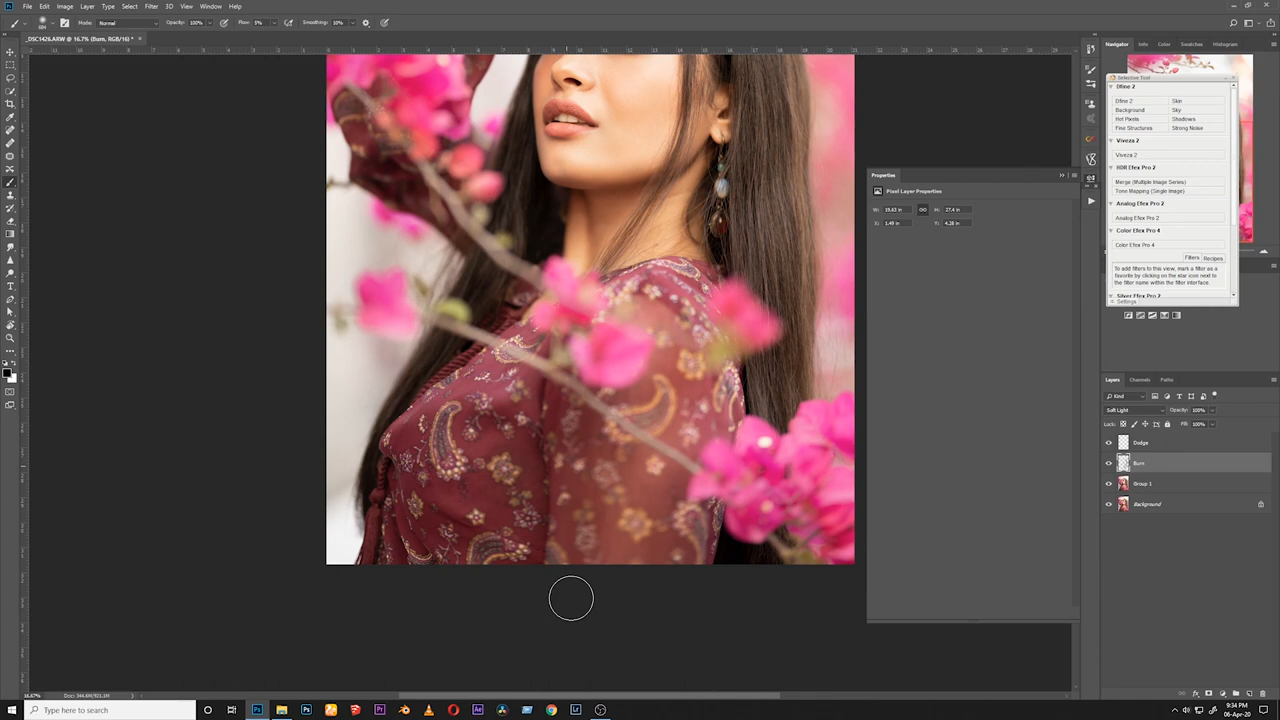 File Edit Image Layer Type Select Filter 3D View Window Help
Mode: Normal Opacity: 100% Flow: 5% Smoothing: 10%
_DSC1426.ARW @ 16.7% (Burn, RGB/16) *
Navigator Info Color Swatches Histogram
Selective Tool
Dfine 2
Dfine 2 Skin
Background Sky
Hot Pixels Shadows
Fine Structures Strong Noise
Viveza 2
Viveza 2
HDR Efex Pro 2
Merge (Multiple Image Series)
Tone Mapping (Single Image)
Analog Efex Pro 2
Analog Efex Pro 2
Color Efex Pro 4
Color Efex Pro 4
Filters Recipes
To add filters to this view, mark a filter as a
favorite by clicking on the star icon next to
the filter name within the filter interface.
Silver Efex Pro 2
Settings
Properties
Pixel Layer Properties
W: 19.63 in H: 27.4 in
X: 1.49 in Y: 4.28 in
Layers Channels Paths
Kind
Soft Light Opacity: 100%
Lock: Fill: 100%
Dodge
Burn
Group 1
Background
16.67% Doc: 344.6M/921.1M
Type here to search
9:34 PM
06-Apr-20